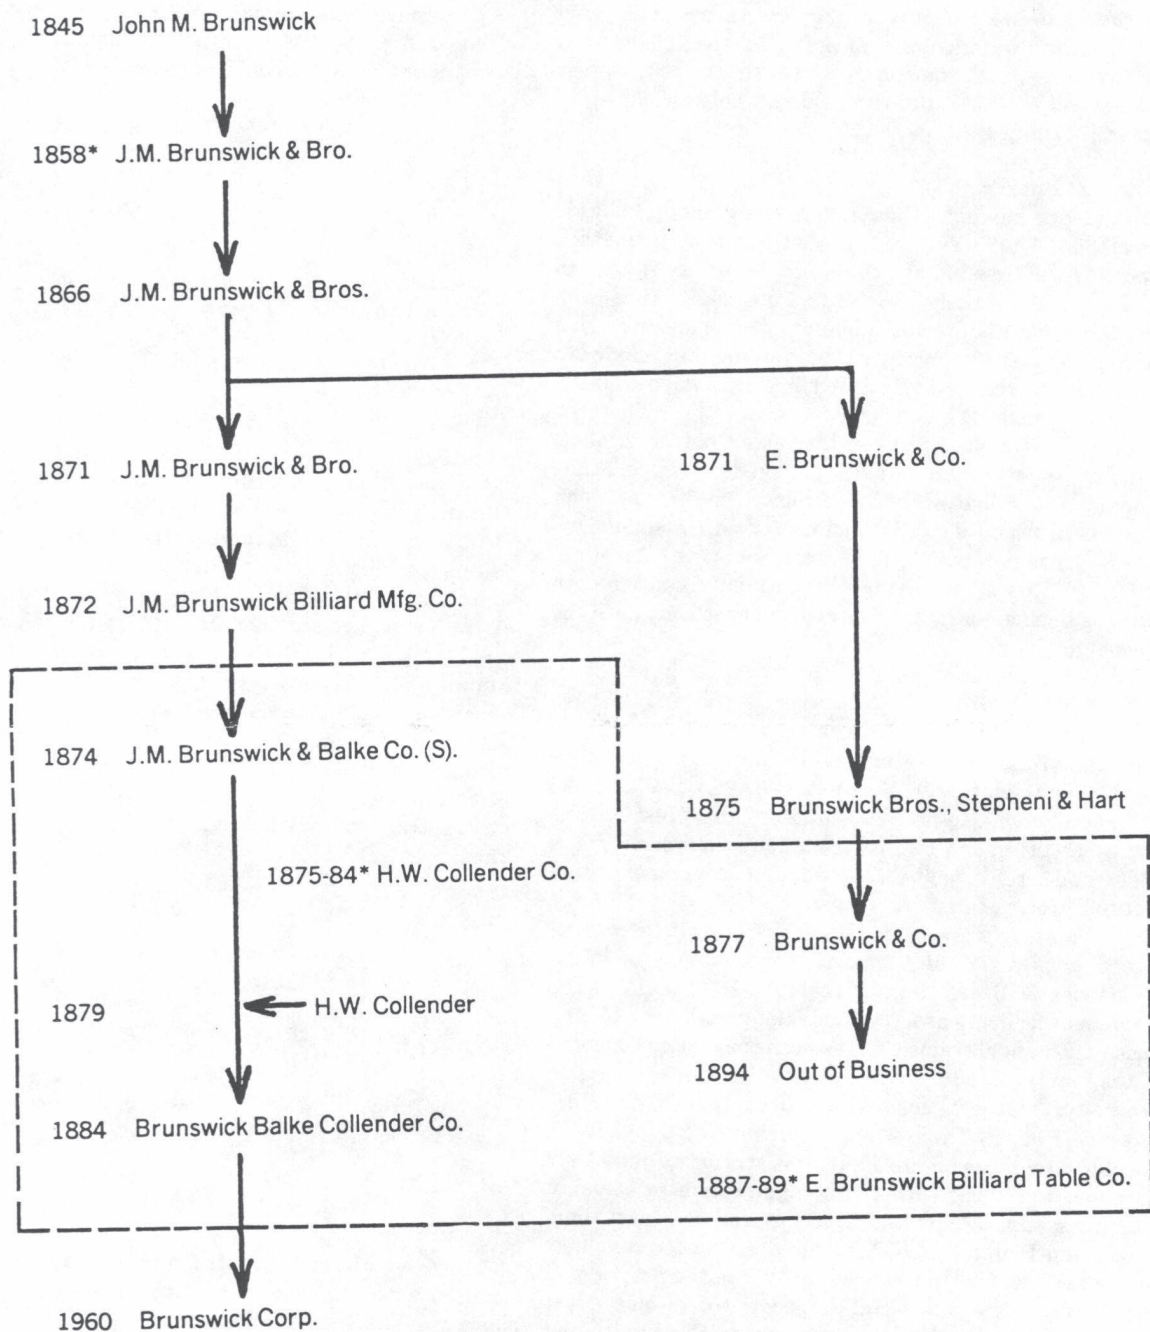 1845 John M. Brunswick
1858* J.M. Brunswick & Bro.
1866 J.M. Brunswick & Bros.
1871 J.M. Brunswick & Bro.
1871 E. Brunswick & Co.
1872 J.M. Brunswick Billiard Mfg. Co.
1874 J.M. Brunswick & Balke Co. (S).
1875 Brunswick Bros., Stepheni & Hart
1875-84* H.W. Collender Co.
1877 Brunswick & Co.
1879 H.W. Collender
1894 Out of Business
1884 Brunswick Balke Collender Co.
1887-89* E. Brunswick Billiard Table Co.
1960 Brunswick Corp.